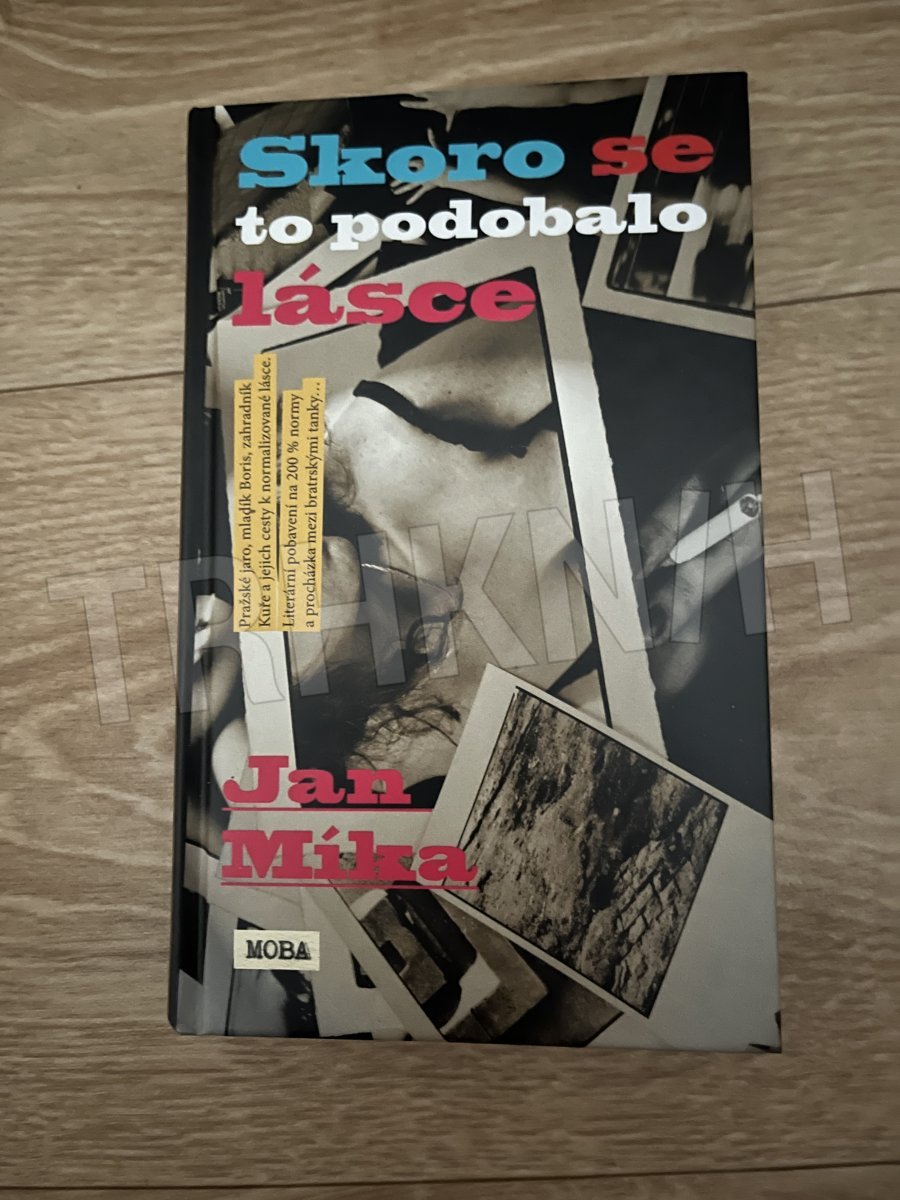 Skoro se
to podobalo
lásce
Pražské jaro, mladík Boris, zahradník
Kuře a jejich cesty k normalizované lásce.
Literární pobavení na 200 % normy
a procházka mezi bratrskými tanky…
TRHKNIH
Jan
Míka
MOBA